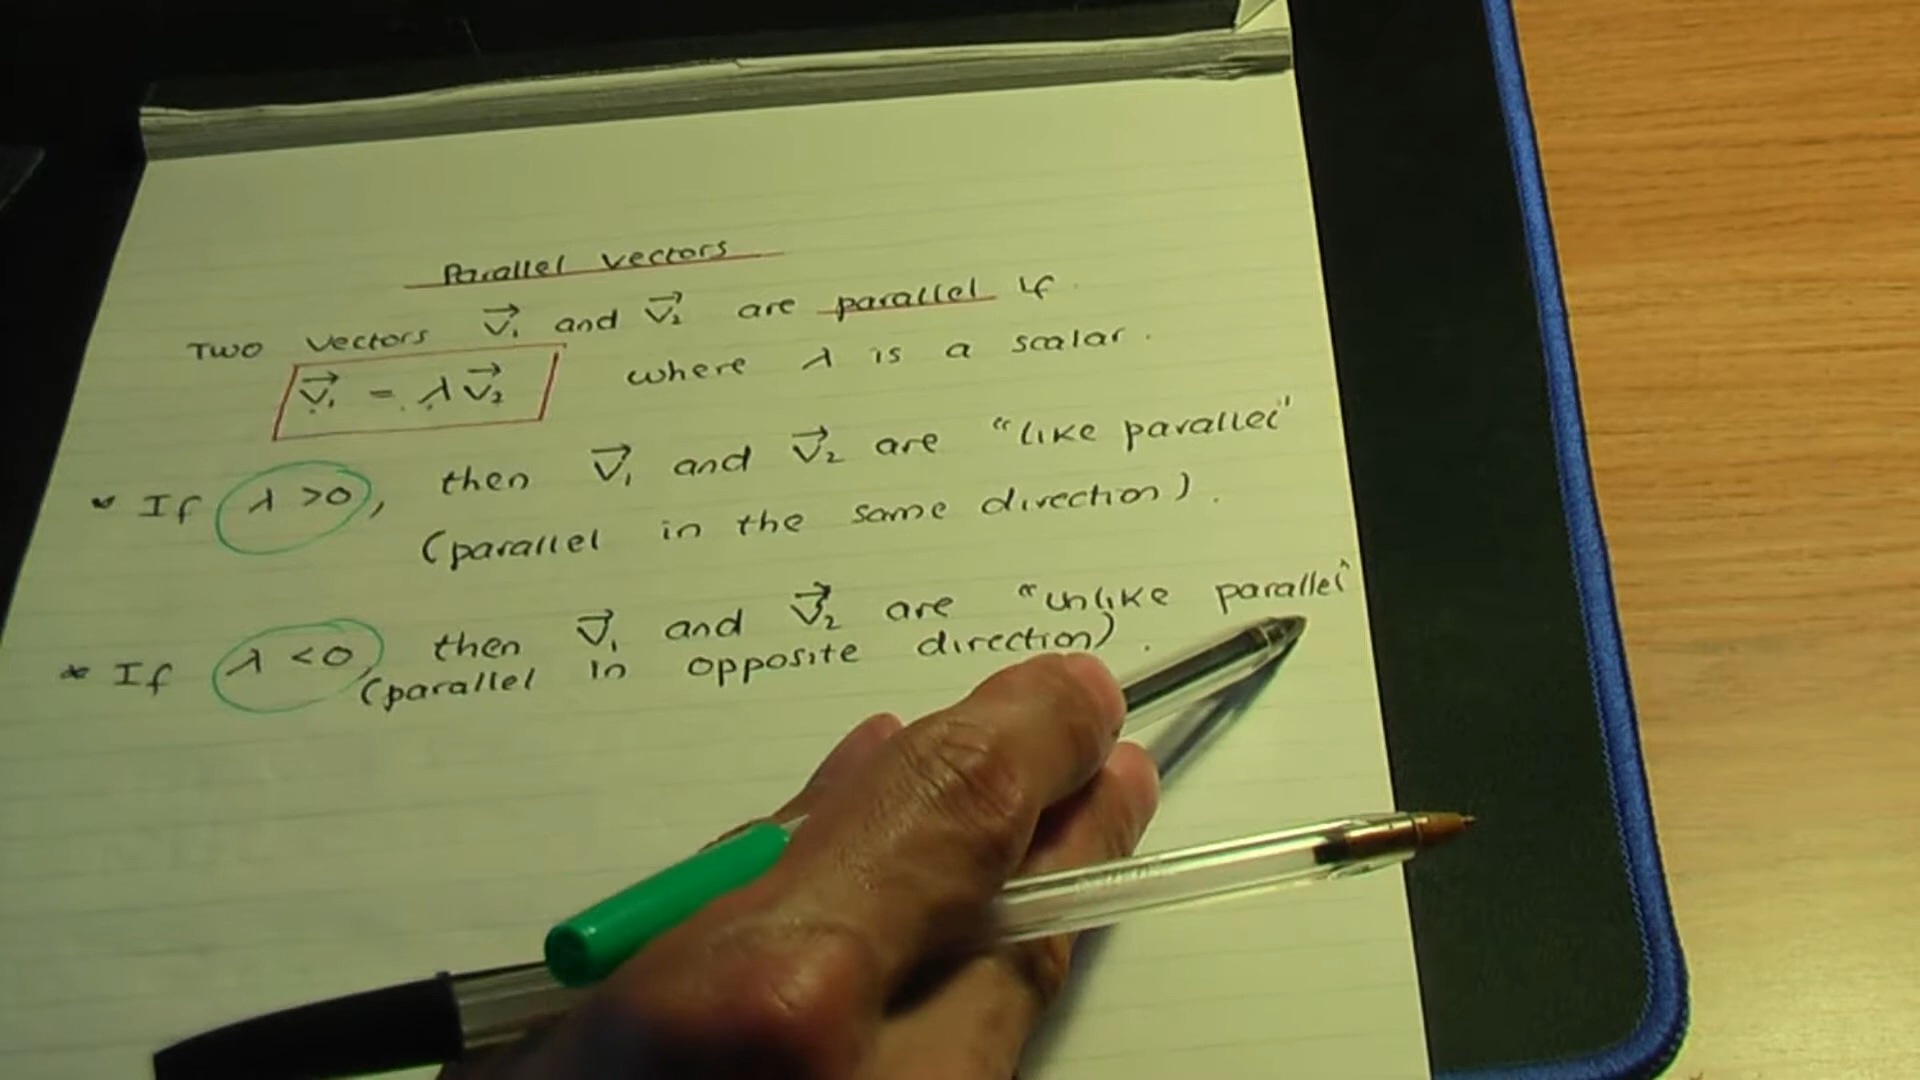 Parallel vectors
Two vectors V⃗₁ and V⃗₂ are parallel if
V⃗₁ = λV⃗₂ where λ is a scalar.
* If λ >0, then V⃗₁ and V⃗₂ are "like parallel"
(parallel in the same direction).
* If λ <0, then V⃗₁ and V⃗₂ are "unlike parallel"
(parallel in opposite direction).